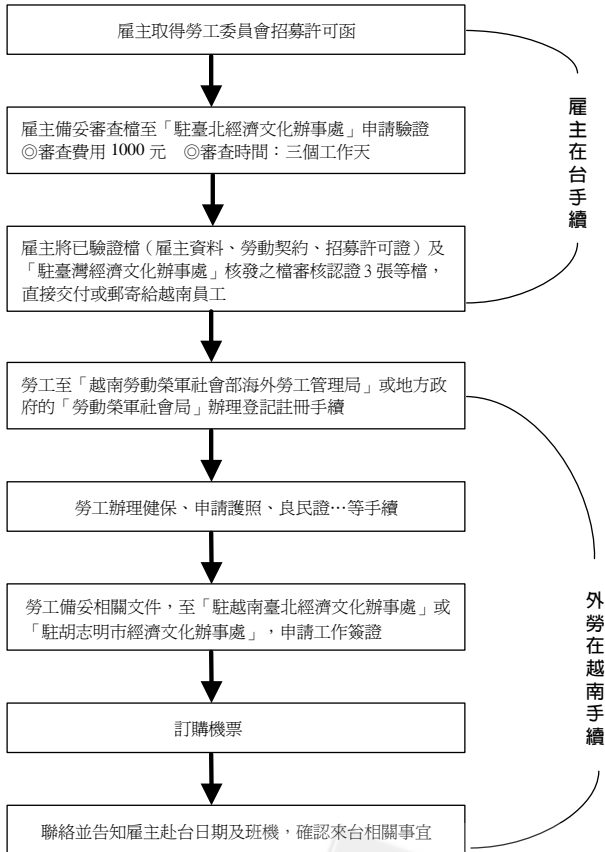 雇主取得勞工委員會招募許可函
雇主備妥審查檔至「駐臺北經濟文化辦事處」申請驗證
◎審查費用 1000 元 ◎審查時間：三個工作天
雇主將已驗證檔（雇主資料、勞動契約、招募許可證）及
「駐臺灣經濟文化辦事處」核發之檔審核認證 3 張等檔，
直接交付或郵寄給越南員工
雇主在台手續
勞工至「越南勞動榮軍社會部海外勞工管理局」或地方政
府的「勞動榮軍社會局」辦理登記註冊手續
勞工辦理健保、申請護照、良民證…等手續
勞工備妥相關文件，至「駐越南臺北經濟文化辦事處」或
「駐胡志明市經濟文化辦事處」，申請工作簽證
訂購機票
聯絡並告知雇主赴台日期及班機，確認來台相關事宜
外勞在越南手續